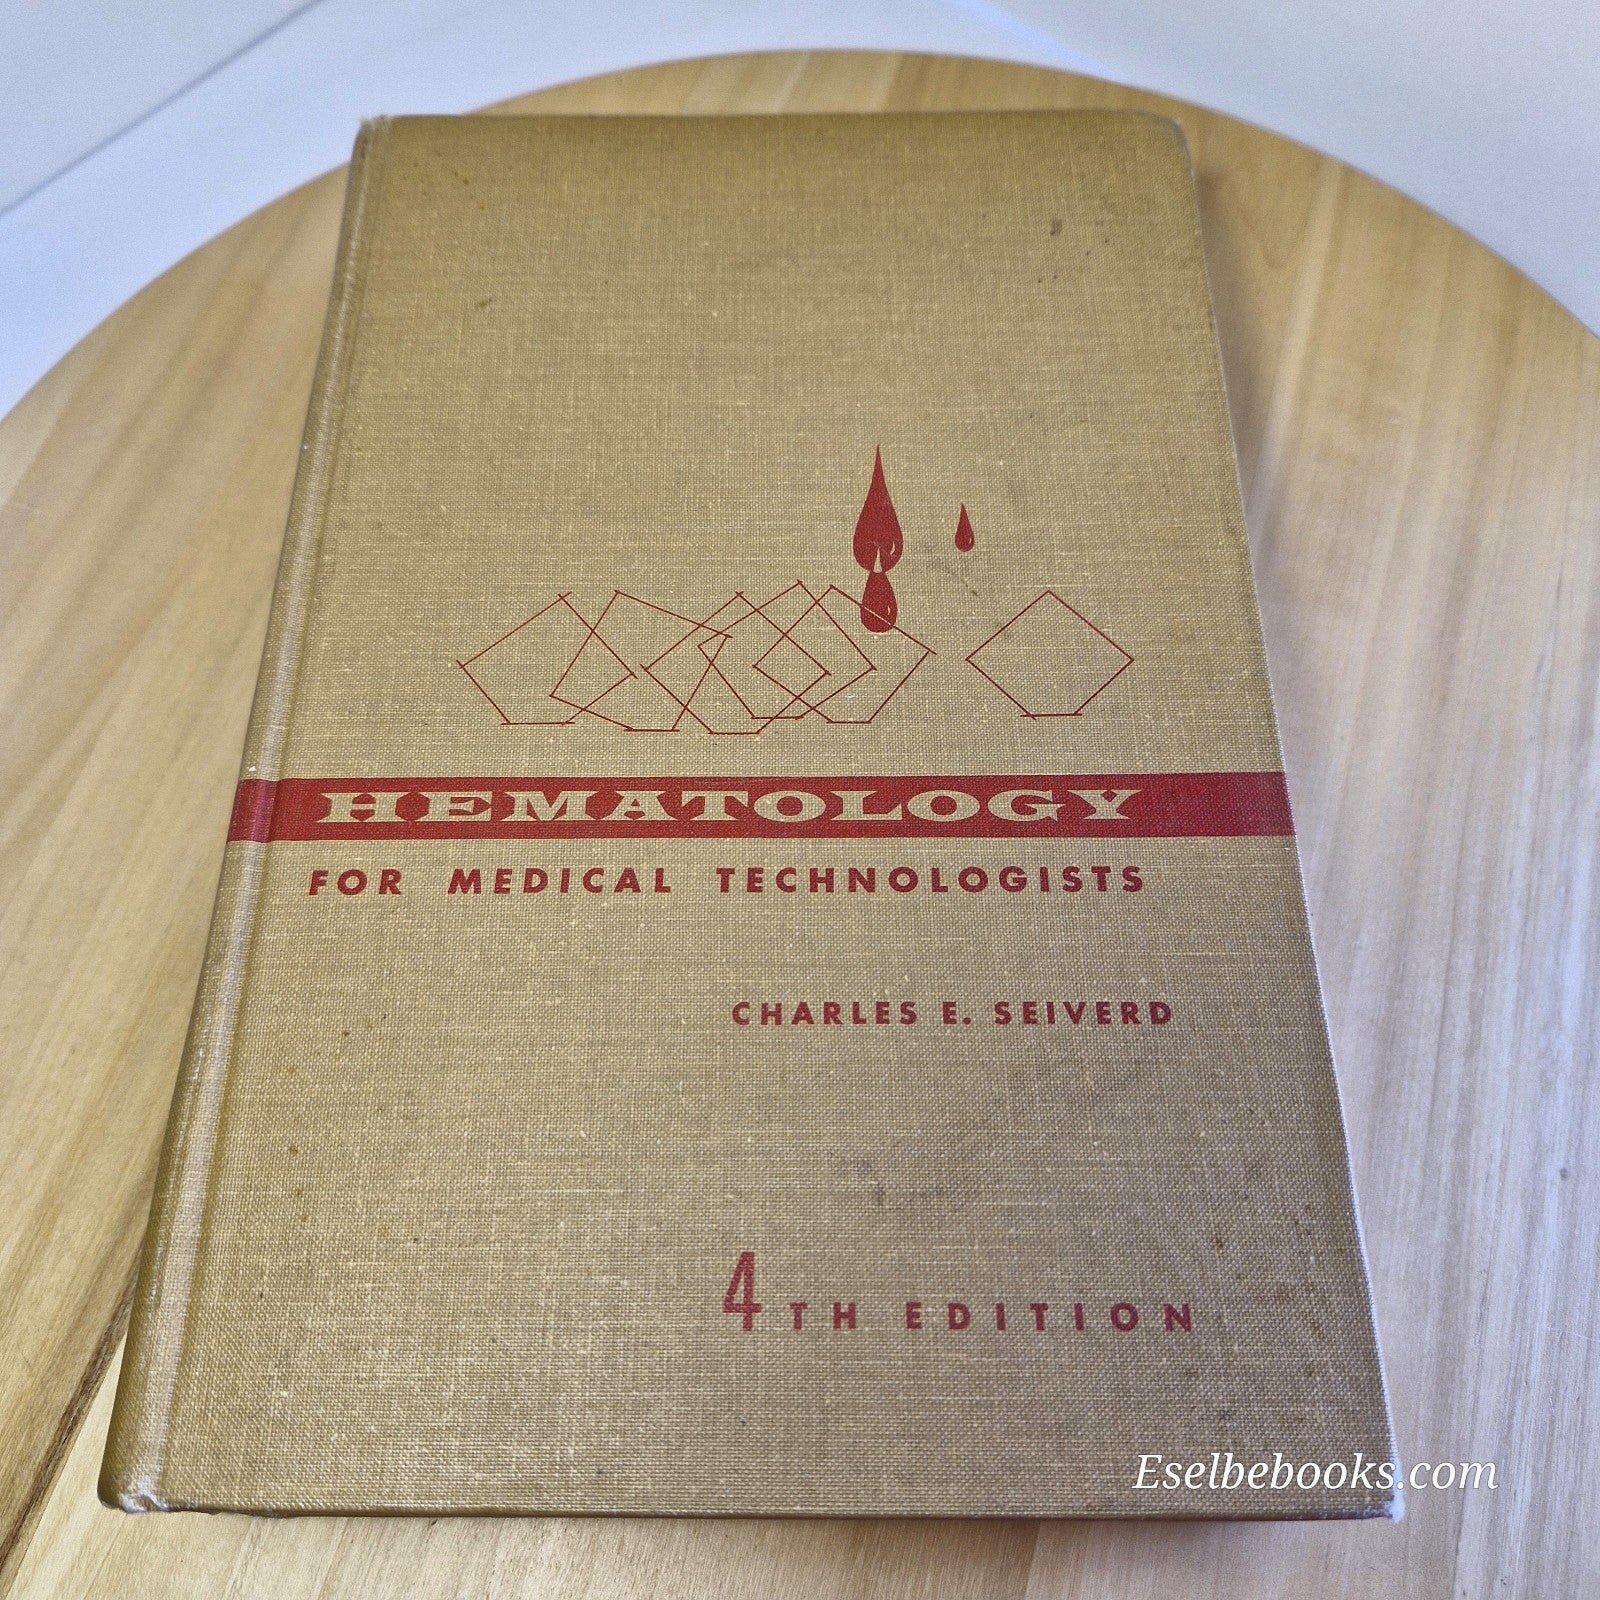 HEMATOLOGY
FOR MEDICAL TECHNOLOGISTS
CHARLES E. SEIVERD
4TH EDITION
Eselbebooks.com